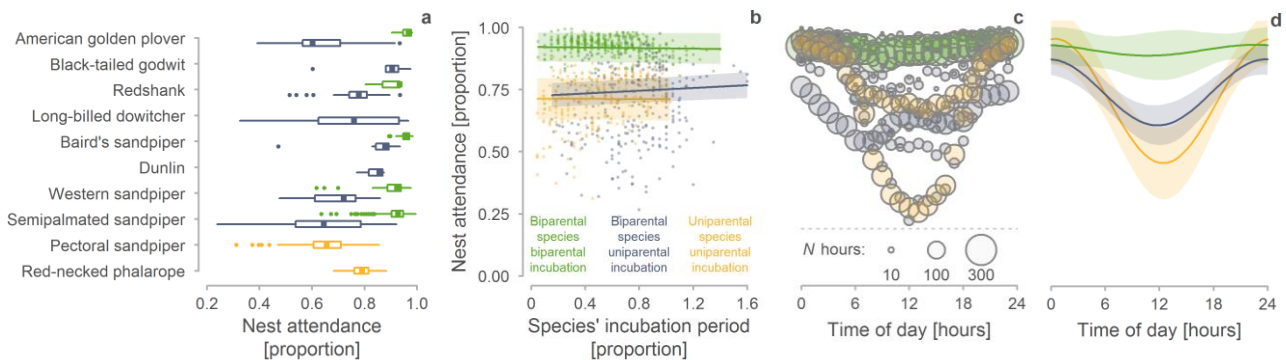 a
American golden plover
Black-tailed godwit
Redshank
Long-billed dowitcher
Baird's sandpiper
Dunlin
Western sandpiper
Semipalmated sandpiper
Pectoral sandpiper
Red-necked phalarope
0.2 0.4 0.6 0.8 1.0
Nest attendance
[proportion]
b
Nest attendance [proportion]
1.00
0.75
0.50
0.25
0.00
Biparental
species
biparental
incubation
Biparental
species
uniparental
incubation
Uniparental
species
uniparental
incubation
0.0 0.4 0.8 1.2 1.6
Species' incubation period
[proportion]
c
N hours:
10 100 300
0 6 12 18 24
Time of day [hours]
d
0 6 12 18 24
Time of day [hours]